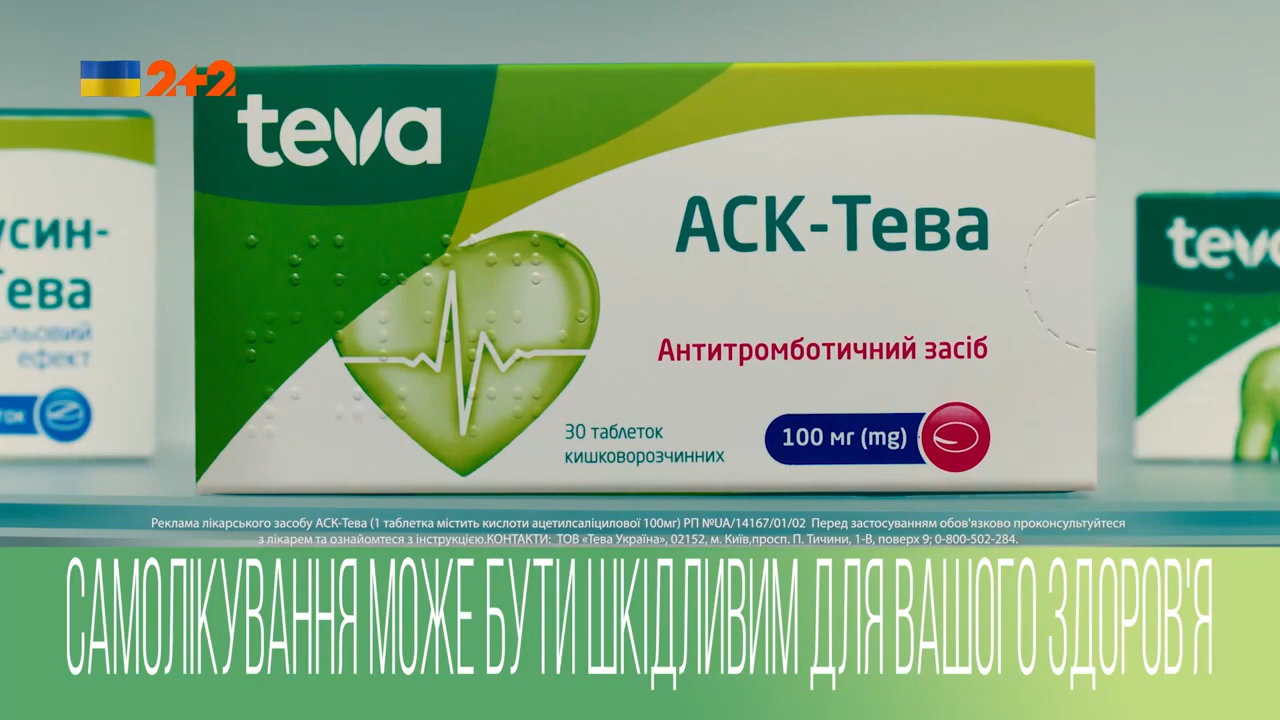 2+2
teva
АСК-Тева
Антитромботичний засіб
30 таблеток
кишковорозчинних
100 мг (mg)
усин-
Тева
ефект
ток
teva
Реклама лікарського засобу АСК-Тева (1 таблетка містить кислоти ацетилсаліцилової 100мг) РП №UA/14167/01/02 Перед застосуванням обов'язково проконсультуйтеся
з лікарем та ознайомтеся з інструкцією.КОНТАКТИ: ТОВ «Тева Україна», 02152, м. Київ,просп. П. Тичини, 1-В, поверх 9; 0-800-502-284.
САМОЛІКУВАННЯ МОЖЕ БУТИ ШКІДЛИВИМ ДЛЯ ВАШОГО ЗДОРОВ'Я